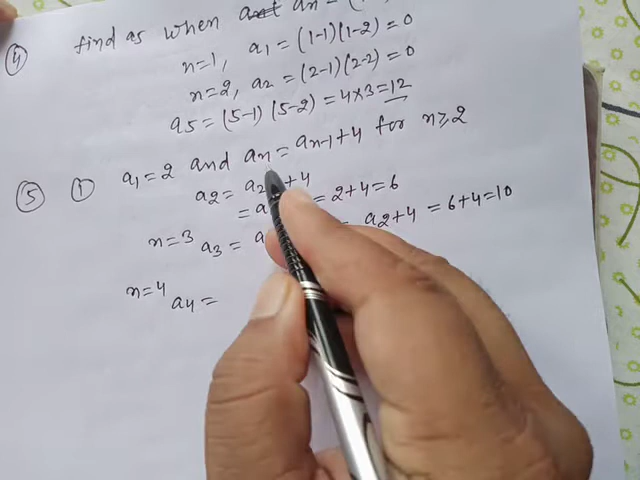 (4) find a5 when an = (
n=1, a1 = (1-1)(1-2) = 0
n=2, a2 = (2-1)(2-2) = 0
a5 = (5-1)(5-2) = 4×3 = 12
(5) (1) a1 = 2 and an = an-1 + 4 for n≥2
a2 = a2 +4
= a = 2+4 = 6
n=3 a3 = a = a2+4 = 6+4 = 10
n=4 a4 =